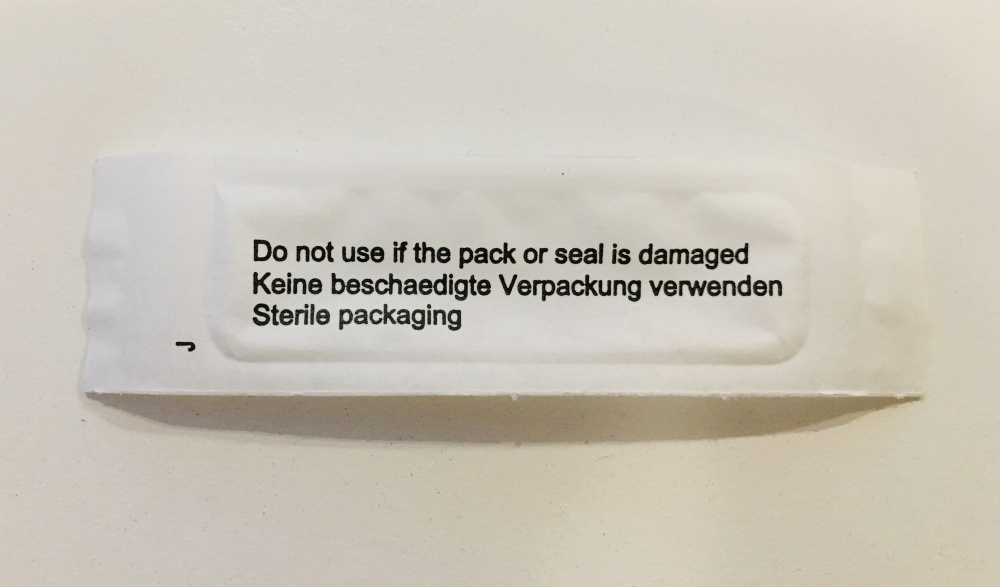 Do not use if the pack or seal is damaged
Keine beschaedigte Verpackung verwenden
Sterile packaging
J